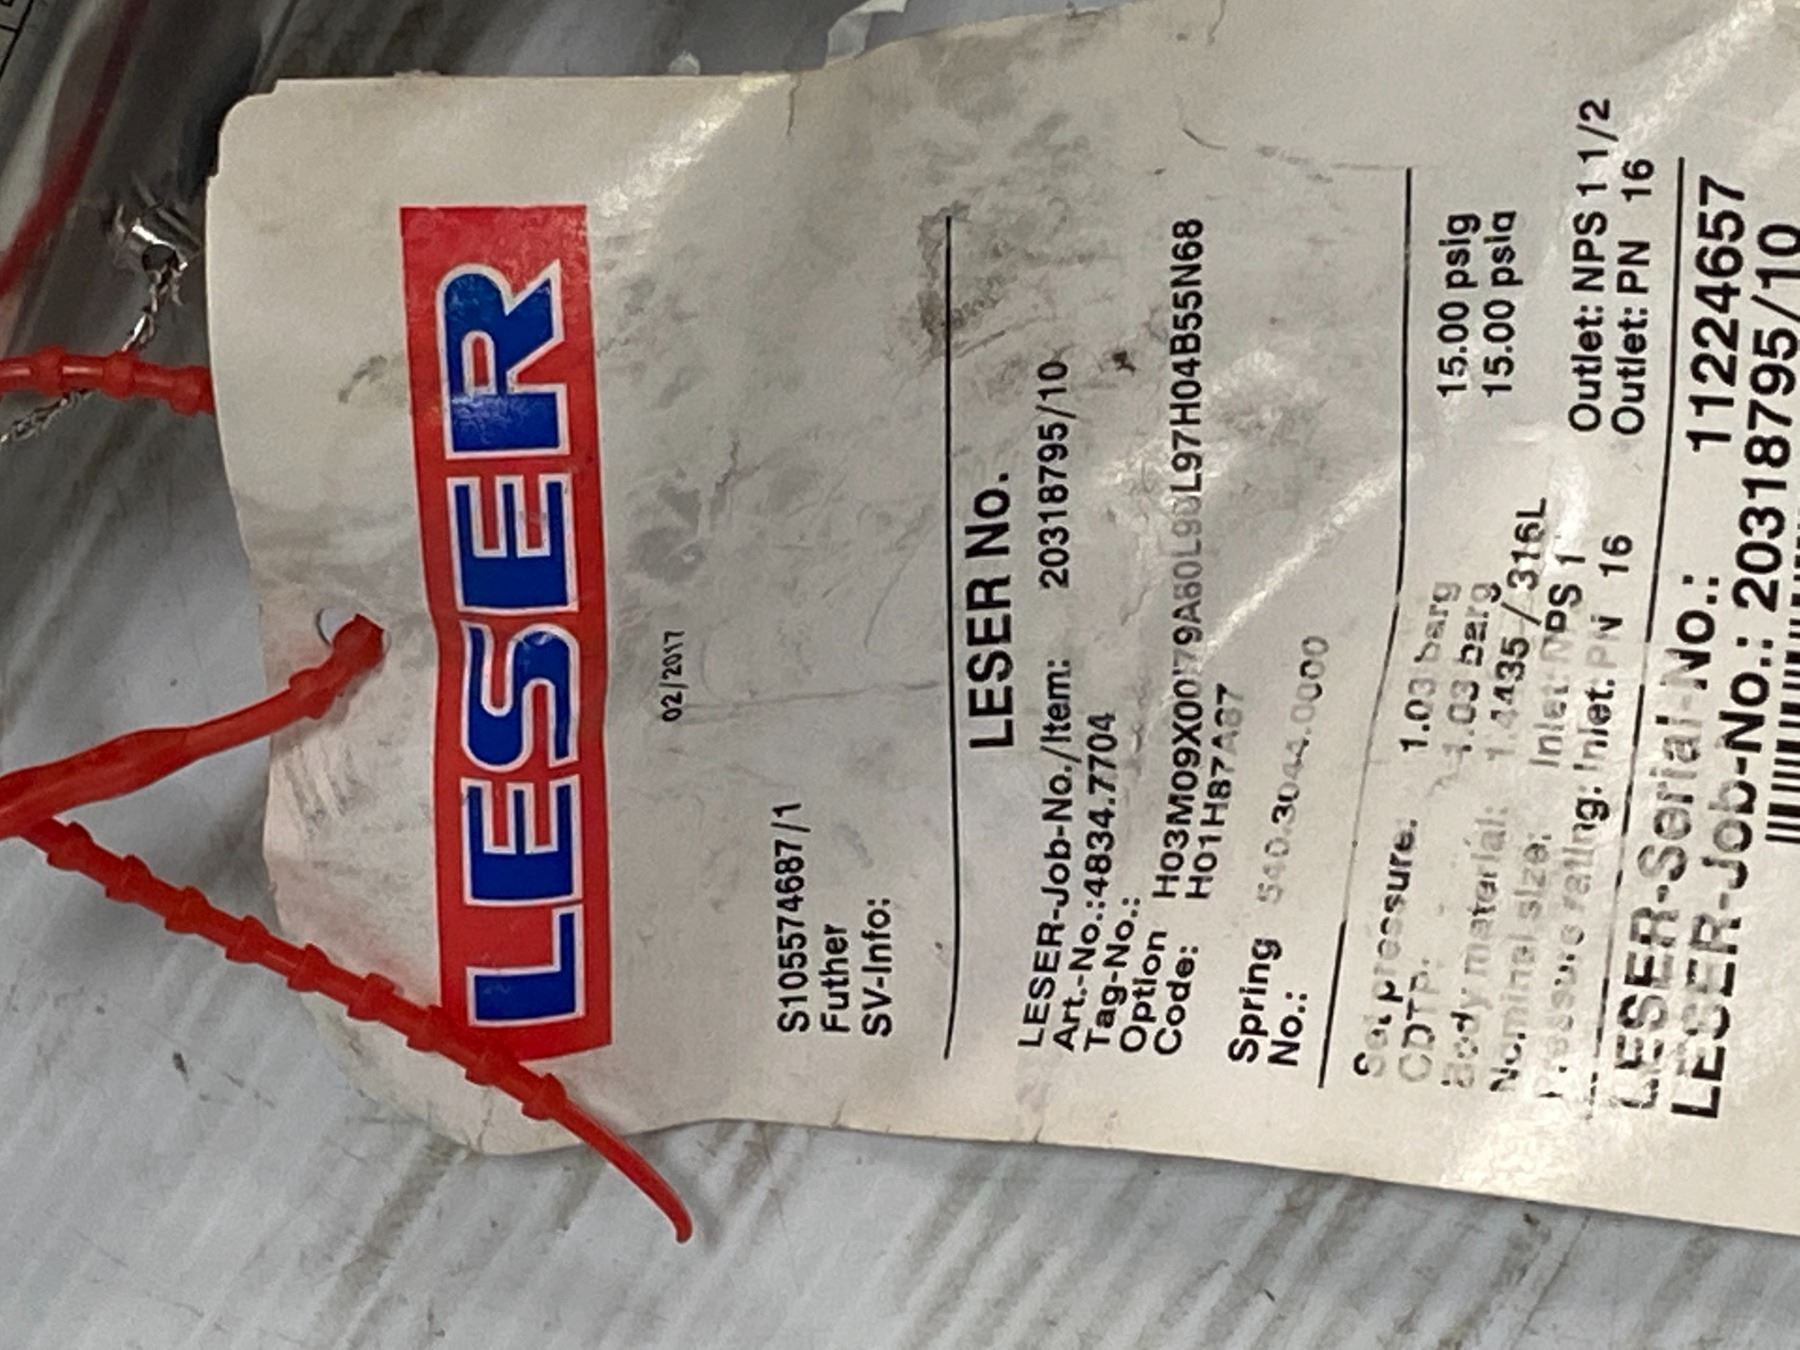 LESER
02/2017
S105574687/1
Futher
SV-Info:
LESER No.
LESER-Job-No./Item: 20318795/10
Art.-No.:4834.7704
Tag-No.:
Option
Code: H03M09X00I79A60L90L97H04B55N68
H01H87A37
Spring
No.: 540.3044.0000
Set pressure: 1.03 barg 15.00 psig
CDTP: 1.03 barg 15.00 psig
Body material: 1.4435 / 316L
Nominal size: Inlet: NPS 1 Outlet: NPS 1 1/2
Pressure rating: Inlet: PN 16 Outlet: PN 16
LESER-Serial-No.: 11224657
LESER-Job-No.: 20318795/10